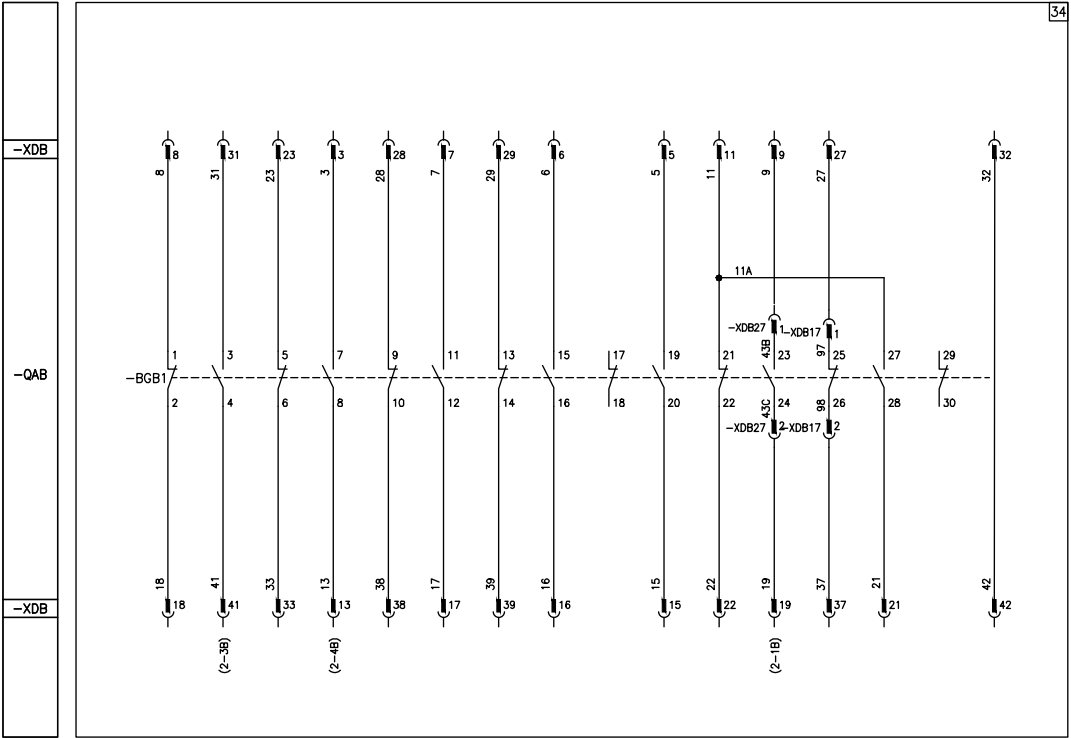 34
-XDB
8 31 23 3 28 7 29 6 5 11 9 27 32
8 31 23 3 28 7 29 6 5 11 9 27 32
11A
-XDB27 1 -XDB17 1
43B 97
1 3 5 7 9 11 13 15 17 19 21 23 25 27 29
-QAB
-BGB1
2 4 6 8 10 12 14 16 18 20 22 24 26 28 30
43C 98
-XDB27 2 -XDB17 2
18 41 33 13 38 17 39 16 15 22 19 37 21 42
-XDB
18 41 33 13 38 17 39 16 15 22 19 37 21 42
(2-3B) (2-4B) (2-1B)